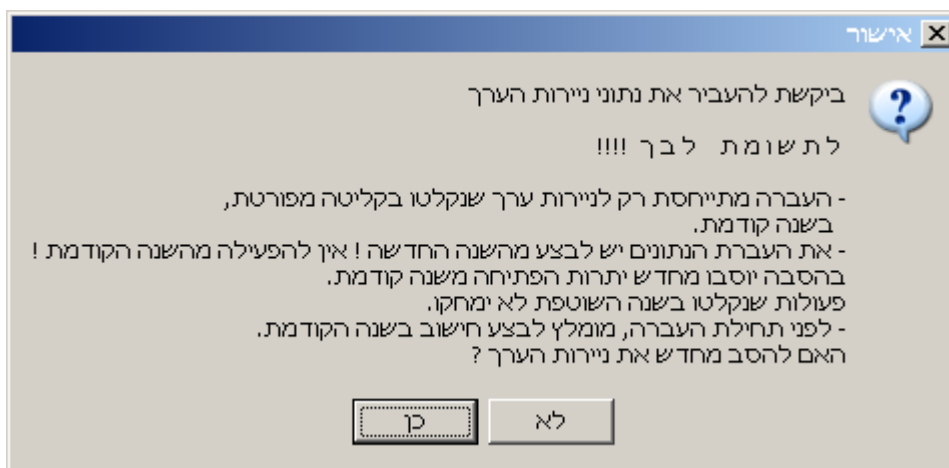 אישור
ביקשת להעביר את נתוני ניירות הערך
לתשומת לבך !!!!
- העברה מתייחסת רק לניירות ערך שנקלטו בקליטה מפורטת,
בשנה קודמת.
- את העברת הנתונים יש לבצע מהשנה החדשה ! אין להפעילה מהשנה הקודמת !
בהסבה יוסבו מחדש יתרות הפתיחה משנה קודמת.
פעולות שנקלטו בשנה השוטפת לא ימחקו.
- לפני תחילת העברה, מומלץ לבצע חישוב בשנה הקודמת.
האם להסב מחדש את ניירות הערך ?
לא
כן